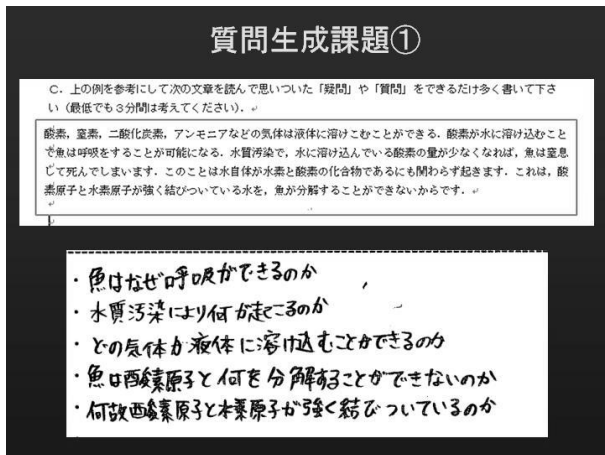 質問生成課題①
C．上の例を参考にして次の文章を読んで思いついた「疑問」や「質問」をできるだけ多く書いて下さ
い（最低でも3分間は考えてください）．
酸素，窒素，二酸化炭素，アンモニアなどの気体は液体に溶けこむことができる．酸素が水に溶け込むこと
で魚は呼吸をすることが可能になる．水質汚染で，水に溶け込んでいる酸素の量が少なくなれば，魚は窒息
して死んでしまいます．このことは水自体が水素と酸素の化合物であるにも関わらず起きます．これは，酸
素原子と水素原子が強く結びついている水を，魚が分解することができないからです．
・魚はなぜ呼吸ができるのか
・水質汚染により何が起こるのか
・どの気体が液体に溶け込むことができるのか
・魚は酸素原子と何を分解することができないのか
・何故酸素原子と水素原子が強く結びついているのか